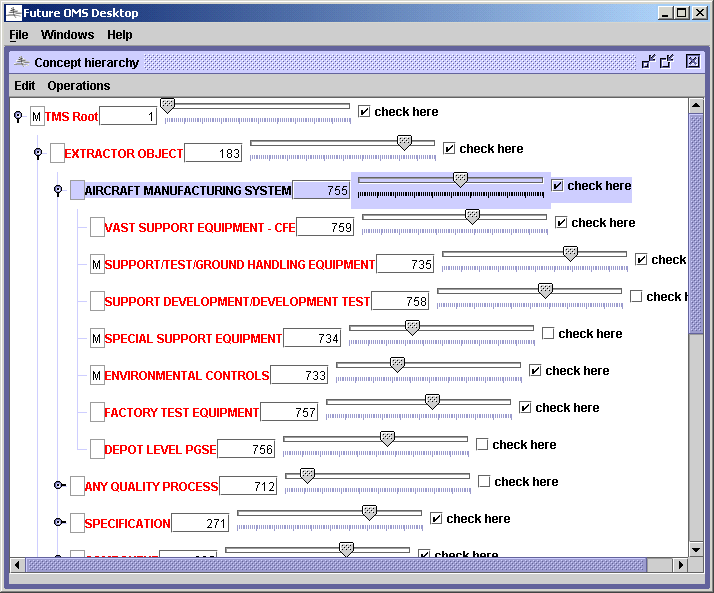 Future OMS Desktop
File Windows Help
Concept hierarchy
Edit Operations
M TMS Root 1 check here
EXTRACTOR OBJECT 183 check here
AIRCRAFT MANUFACTURING SYSTEM 755 check here
VAST SUPPORT EQUIPMENT - CFE 759 check here
M SUPPORT/TEST/GROUND HANDLING EQUIPMENT 735 check
SUPPORT DEVELOPMENT/DEVELOPMENT TEST 758 check
M SPECIAL SUPPORT EQUIPMENT 734 check here
M ENVIRONMENTAL CONTROLS 733 check here
FACTORY TEST EQUIPMENT 757 check here
DEPOT LEVEL PGSE 756 check here
ANY QUALITY PROCESS 712 check here
SPECIFICATION 271 check here
check here